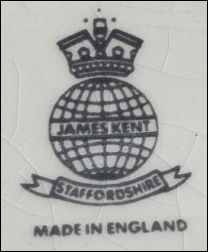 JAMES KENT
STAFFORDSHIRE
MADE IN ENGLAND